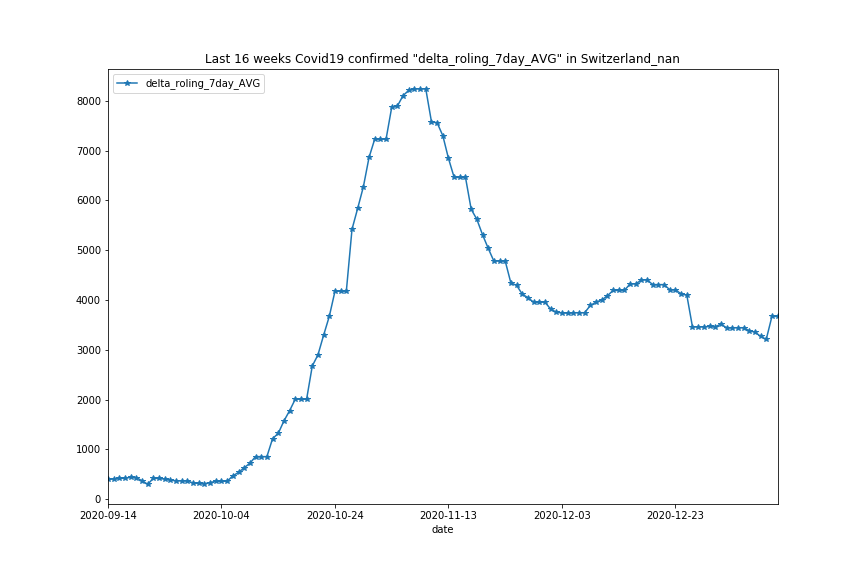 Last 16 weeks Covid19 confirmed "delta_roling_7day_AVG" in Switzerland_nan
delta_roling_7day_AVG
8000
7000
6000
5000
4000
3000
2000
1000
0
2020-09-14 2020-10-04 2020-10-24 2020-11-13 2020-12-03 2020-12-23
date